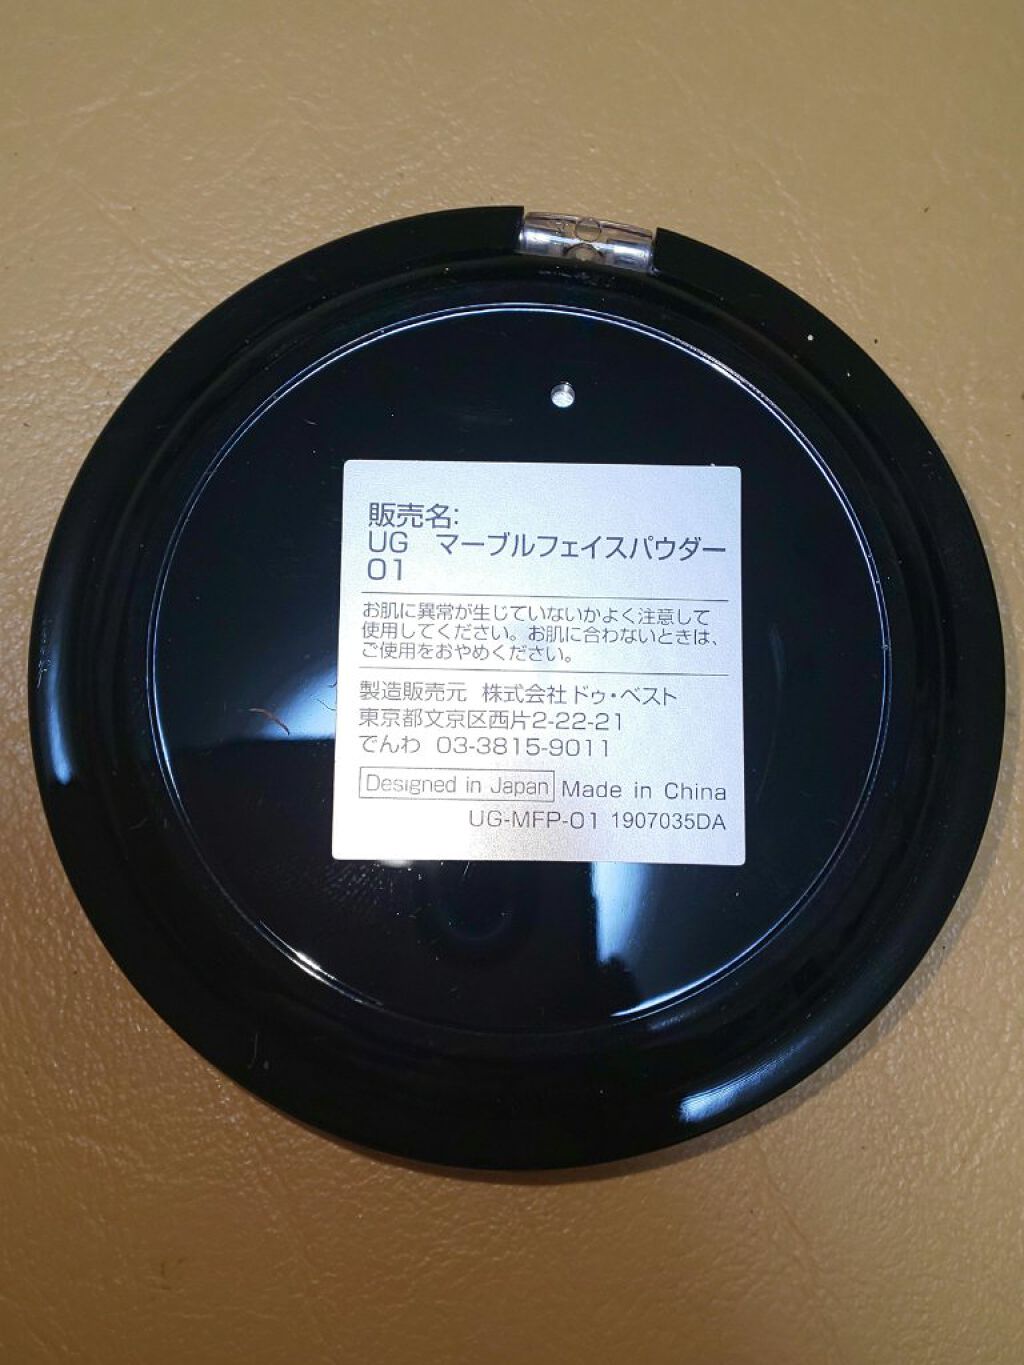 販売名:
UG　マーブルフェイスパウダー
01
お肌に異常が生じていないかよく注意して
使用してください。お肌に合わないときは、
ご使用をおやめください。
製造販売元 株式会社ドゥ・ベスト
東京都文京区西片2-22-21
でんわ 03-3815-9011
Designed in Japan Made in China
UG-MFP-01 1907035DA